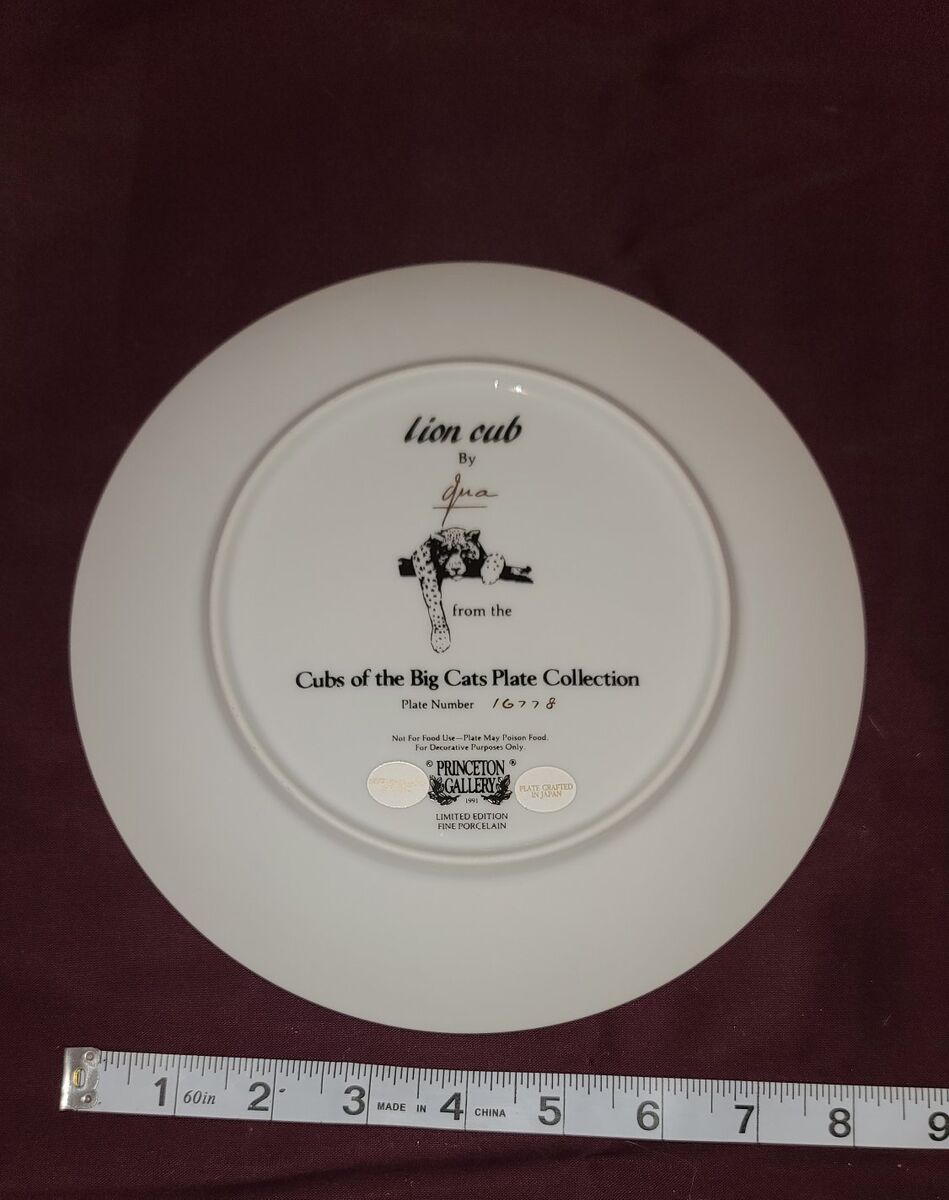 lion cub
By
qua
from the
Cubs of the Big Cats Plate Collection
Plate Number 16778
Not For Food Use—Plate May Poison Food.
For Decorative Purposes Only.
© PRINCETON ®
GALLERY
1991
PLATE CRAFTED
IN JAPAN
LIMITED EDITION
FINE PORCELAIN
1 60in 2 3 MADE IN 4 CHINA 5 6 7 8 9